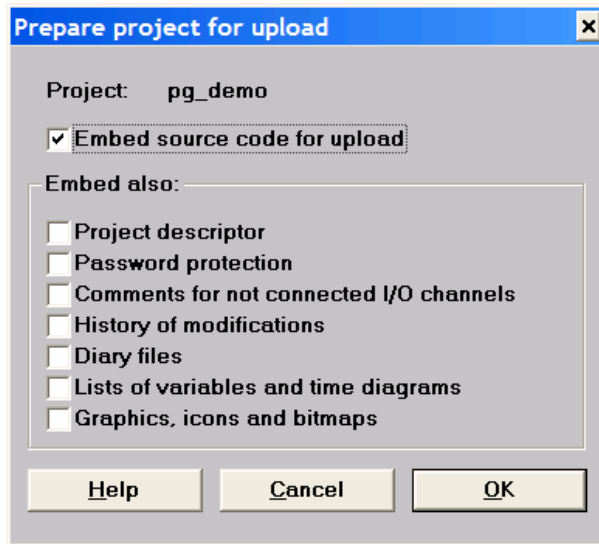 Prepare project for upload
Project: pg_demo
Embed source code for upload
Embed also:
Project descriptor
Password protection
Comments for not connected I/O channels
History of modifications
Diary files
Lists of variables and time diagrams
Graphics, icons and bitmaps
Help Cancel OK